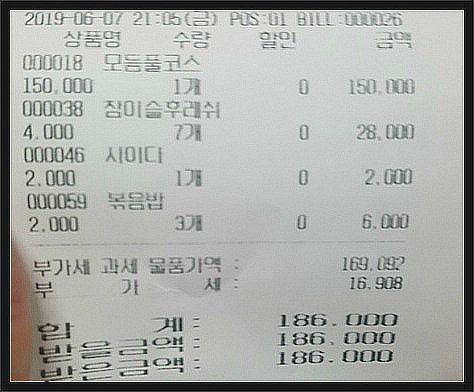 2019-06-07 21:05(금) POS:01 BILL:000026
상품명 수량 할인 금액
000018 모듬풀코스
150,000 1개 0 150,000
000038 참이슬후레쉬
4,000 7개 0 28,000
000046 사이다
2,000 1개 0 2,000
000059 볶음밥
2,000 3개 0 6,000
부가세 과세 물품가액 : 169,092
부 가 세 : 16,908
합 계 : 186,000
받을금액 : 186,000
받은금액 : 186,000